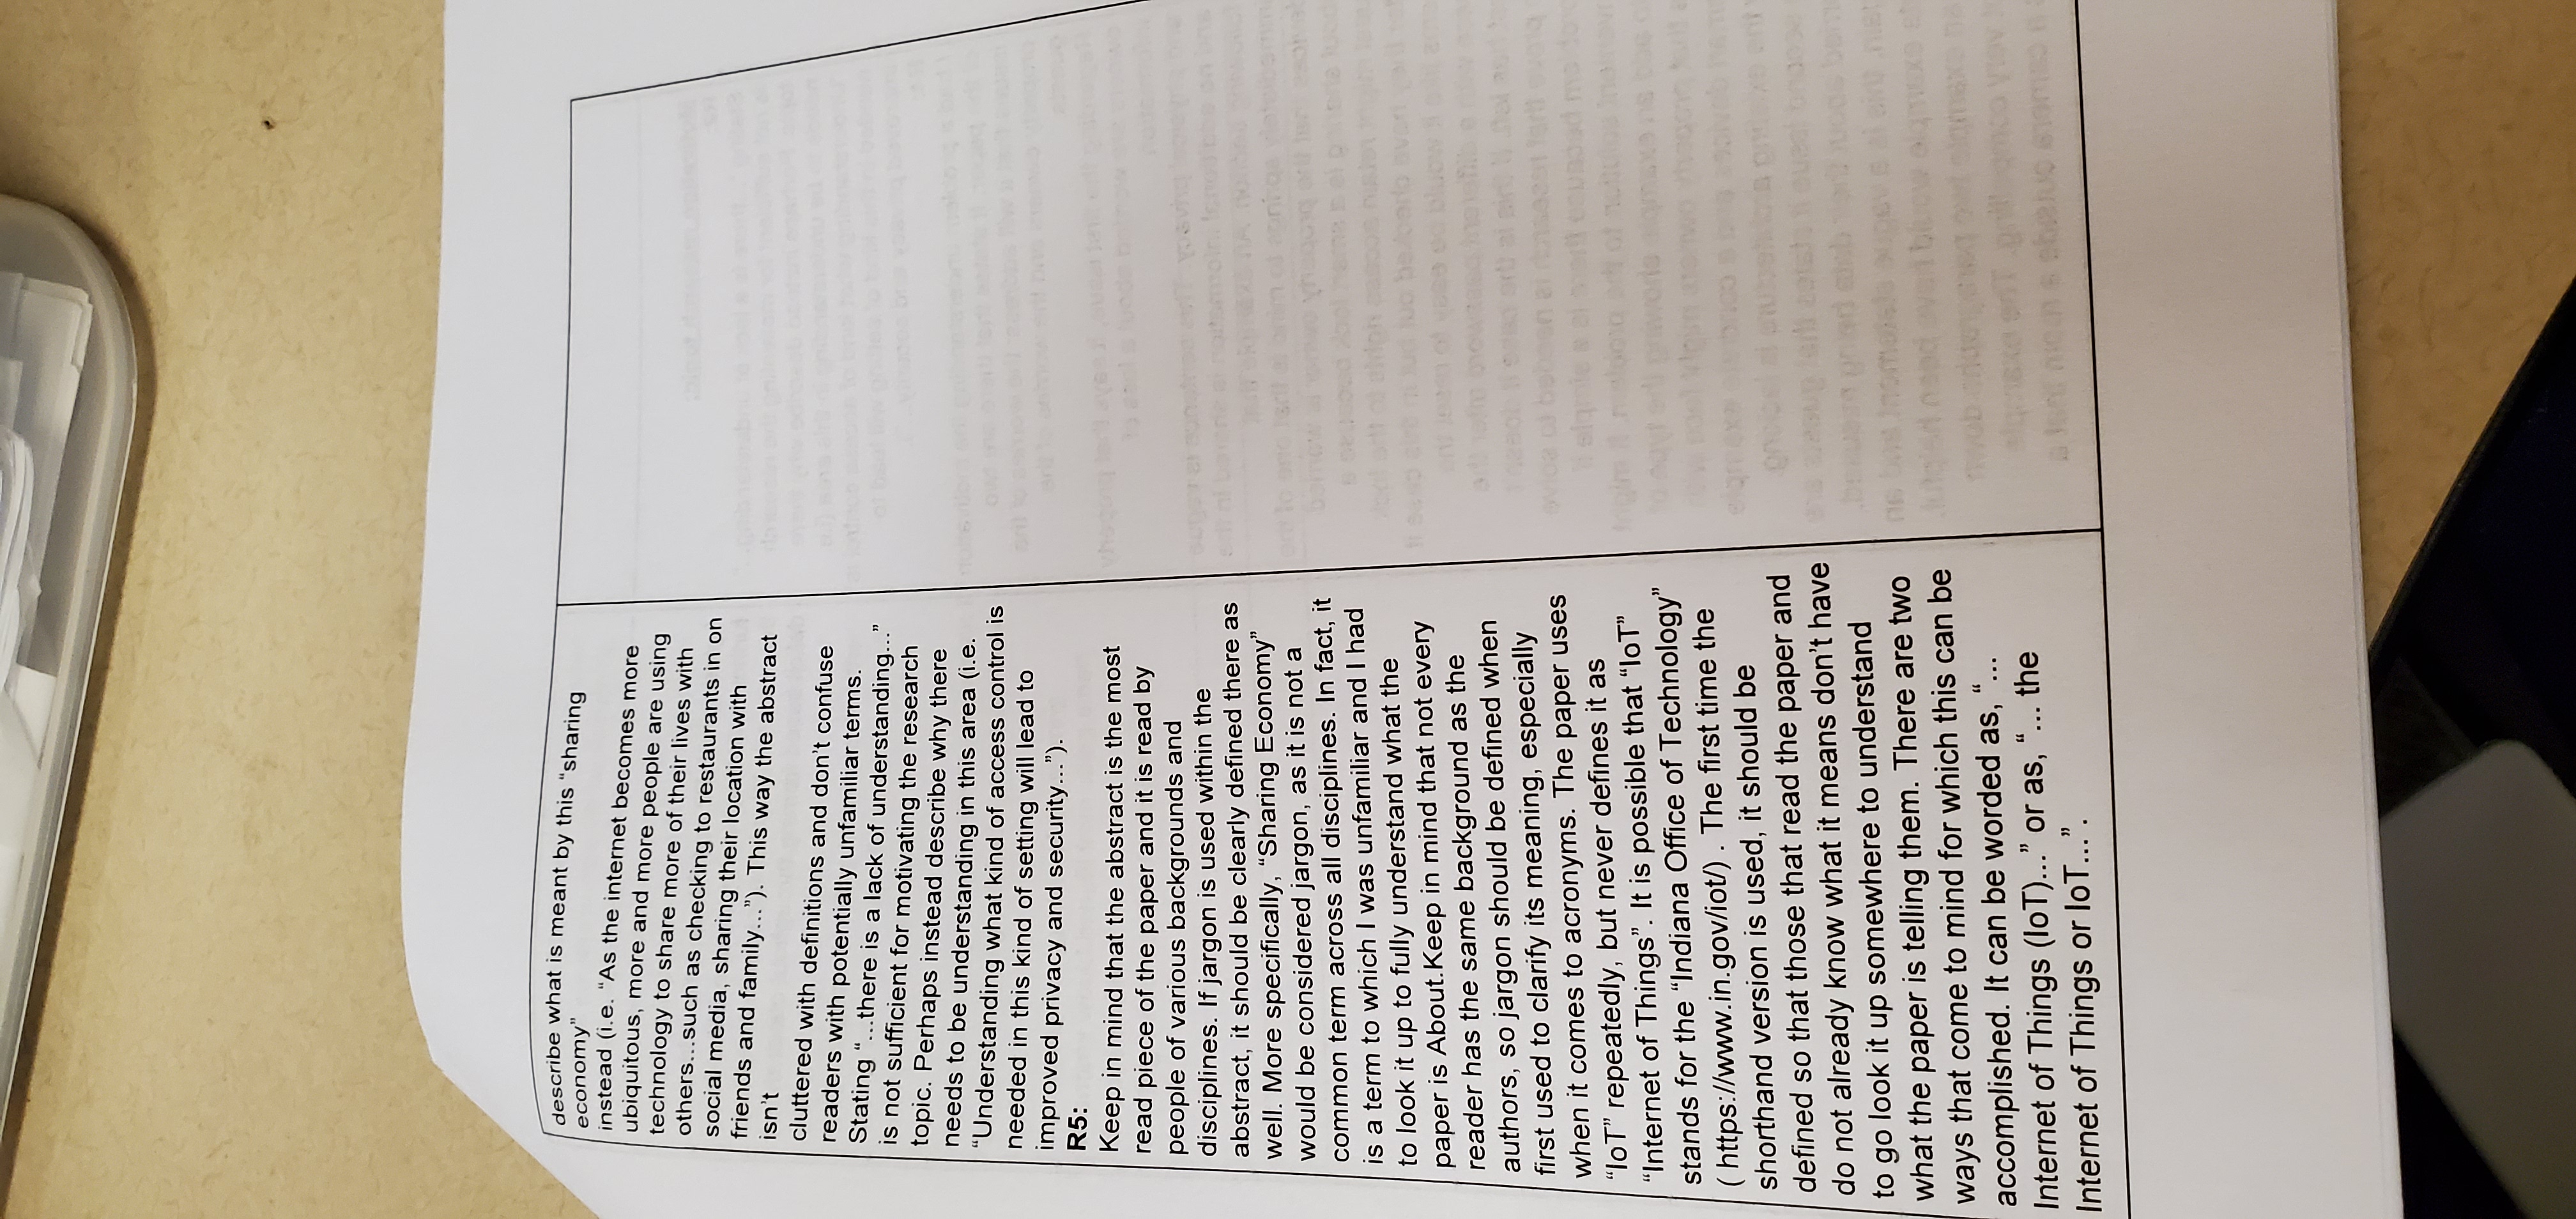 describe what is meant by this “sharing
economy”
instead (i.e. “As the internet becomes more
ubiquitous, more and more people are using
technology to share more of their lives with
others...such as checking to restaurants in on
social media, sharing their location with
friends and family...”). This way the abstract
isn’t
cluttered with definitions and don’t confuse
readers with potentially unfamiliar terms.
Stating “...there is a lack of understanding...”
is not sufficient for motivating the research
topic. Perhaps instead describe why there
needs to be understanding in this area (i.e.
“Understanding what kind of access control is
needed in this kind of setting will lead to
improved privacy and security...”).
R5:
Keep in mind that the abstract is the most
read piece of the paper and it is read by
people of various backgrounds and
disciplines. If jargon is used within the
abstract, it should be clearly defined there as
well. More specifically, “Sharing Economy”
would be considered jargon, as it is not a
common term across all disciplines. In fact, it
is a term to which I was unfamiliar and I had
to look it up to fully understand what the
paper is About.Keep in mind that not every
reader has the same background as the
authors, so jargon should be defined when
first used to clarify its meaning, especially
when it comes to acronyms. The paper uses
“IoT” repeatedly, but never defines it as
“Internet of Things”. It is possible that “IoT”
stands for the “Indiana Office of Technology”
( https://www.in.gov/iot/) . The first time the
shorthand version is used, it should be
defined so that those that read the paper and
do not already know what it means don’t have
to go look it up somewhere to understand
what the paper is telling them. There are two
ways that come to mind for which this can be
accomplished. It can be worded as, “...
Internet of Things (IoT)...” or as, “... the
Internet of Things or IoT...”.